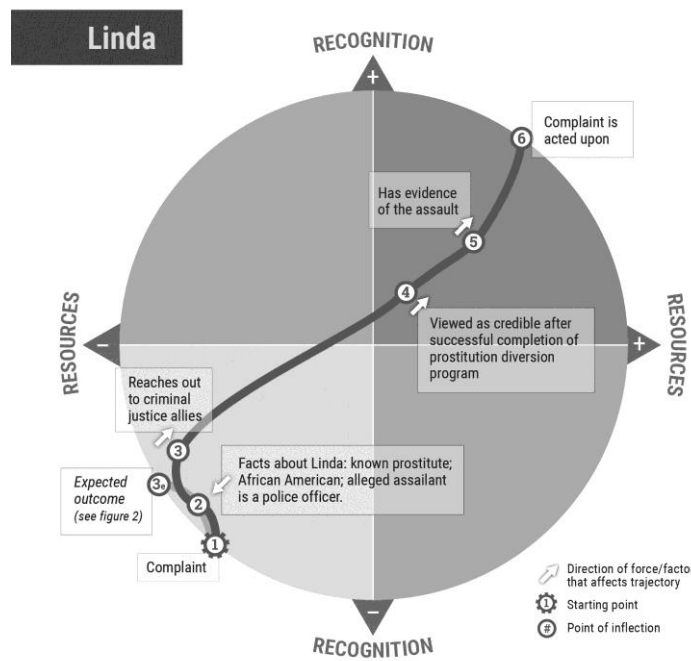 Linda
RECOGNITION
+
6
Complaint is
acted upon
Has evidence
of the assault
5
4
Viewed as credible after
successful completion of
prostitution diversion
program
RESOURCES
–
RESOURCES
+
Reaches out
to criminal
justice allies
3
Expected
outcome
(see figure 2)
3e
Facts about Linda: known prostitute;
African American; alleged assailant
is a police officer.
2
1
Complaint
–
RECOGNITION
Direction of force/facto
that affects trajectory
1
Starting point
#
Point of inflection